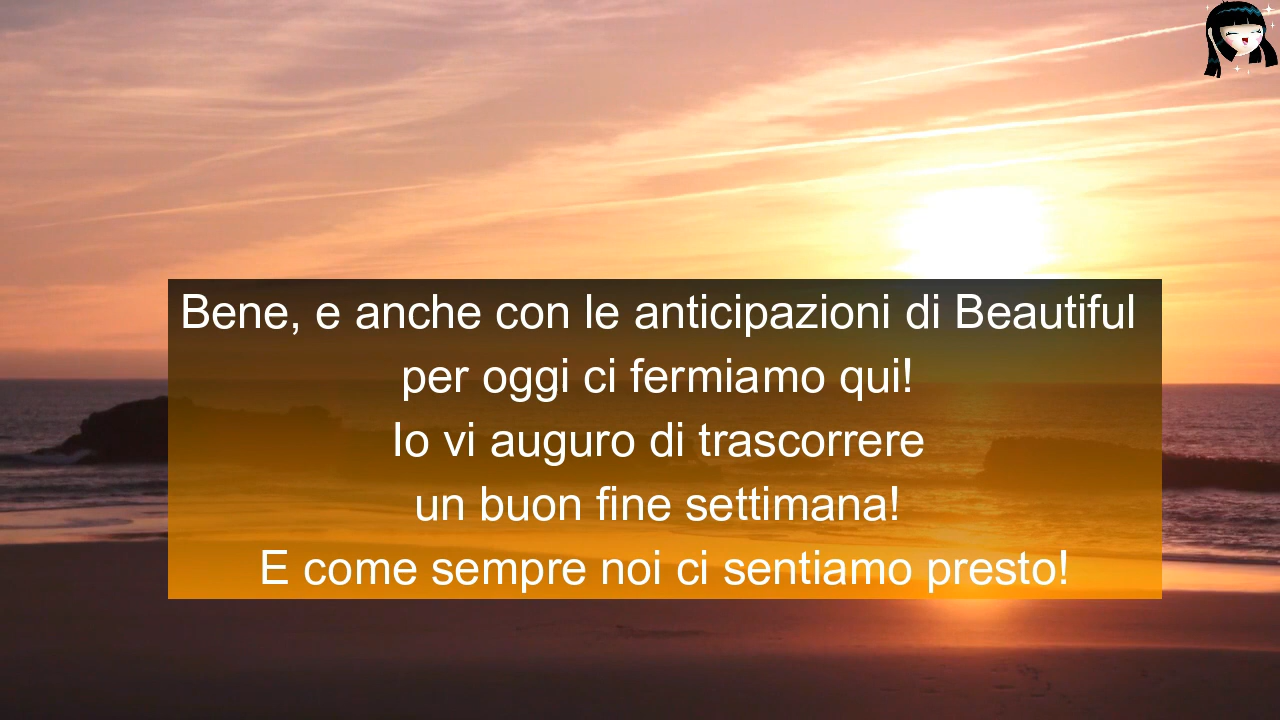 Bene, e anche con le anticipazioni di Beautiful
per oggi ci fermiamo qui!
Io vi auguro di trascorrere
un buon fine settimana!
E come sempre noi ci sentiamo presto!